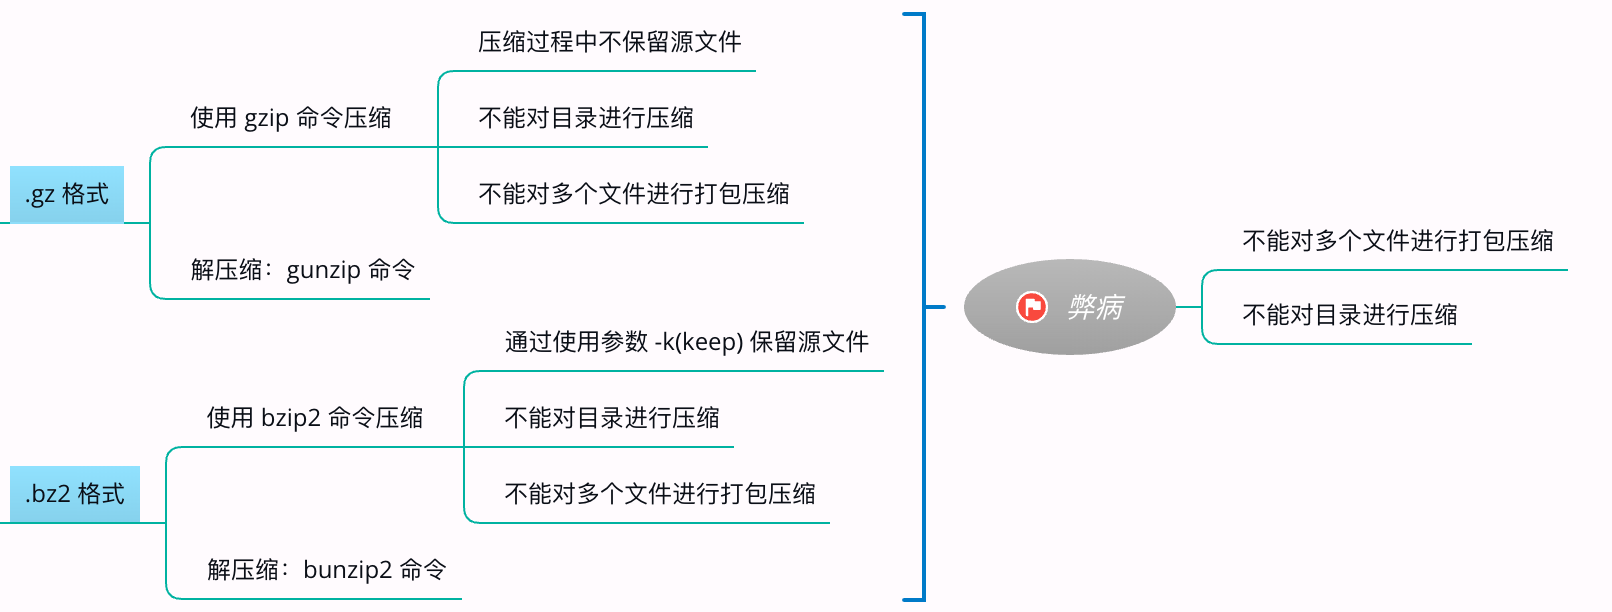 .gz 格式
使用 gzip 命令压缩
压缩过程中不保留源文件
不能对目录进行压缩
不能对多个文件进行打包压缩
解压缩：gunzip 命令
.bz2 格式
使用 bzip2 命令压缩
通过使用参数 -k(keep) 保留源文件
不能对目录进行压缩
不能对多个文件进行打包压缩
解压缩：bunzip2 命令
弊病
不能对多个文件进行打包压缩
不能对目录进行压缩